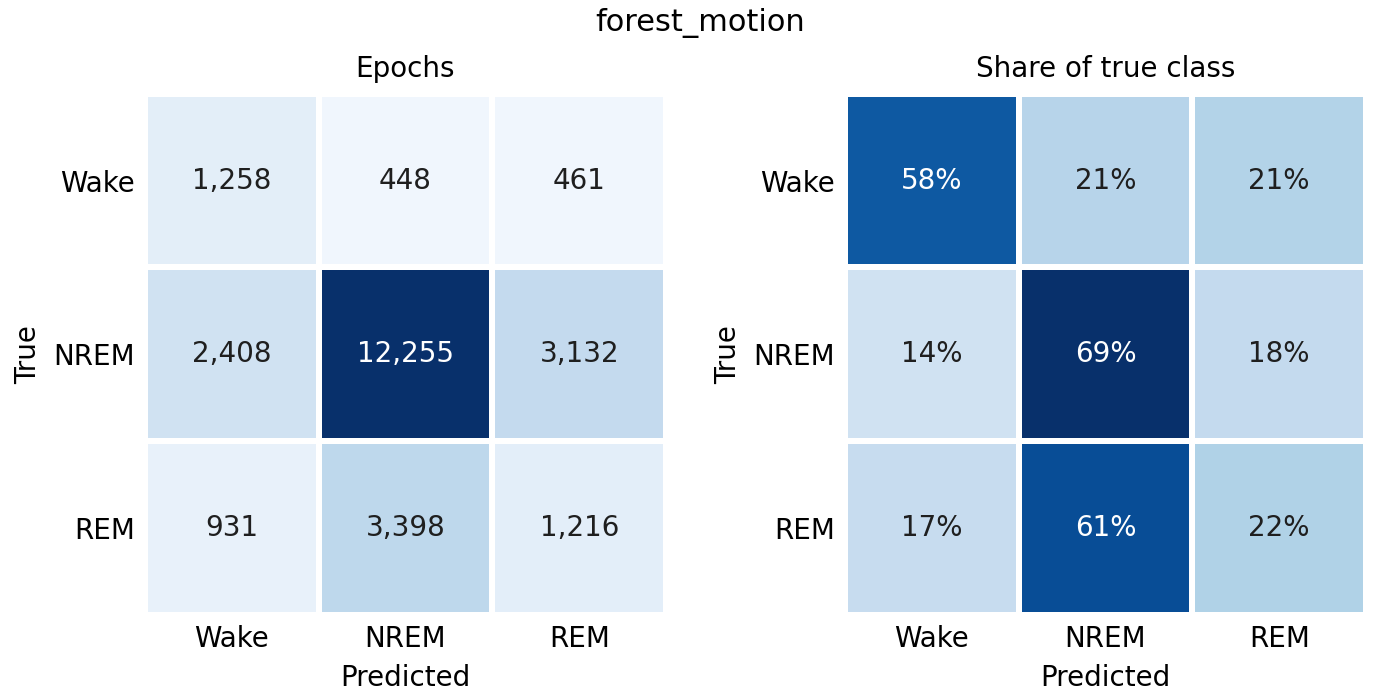 forest_motion
Epochs
Share of true class
Wake
1,258
448
461
NREM
2,408
12,255
3,132
REM
931
3,398
1,216
Wake
NREM
REM
Predicted
True
Wake
58%
21%
21%
NREM
14%
69%
18%
REM
17%
61%
22%
Wake
NREM
REM
Predicted
True